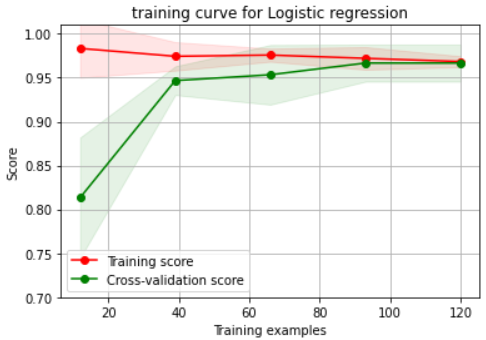 training curve for Logistic regression
1.00
0.95
0.90
0.85
0.80
0.75
0.70
Score
Training score
Cross-validation score
20
40
60
80
100
120
Training examples